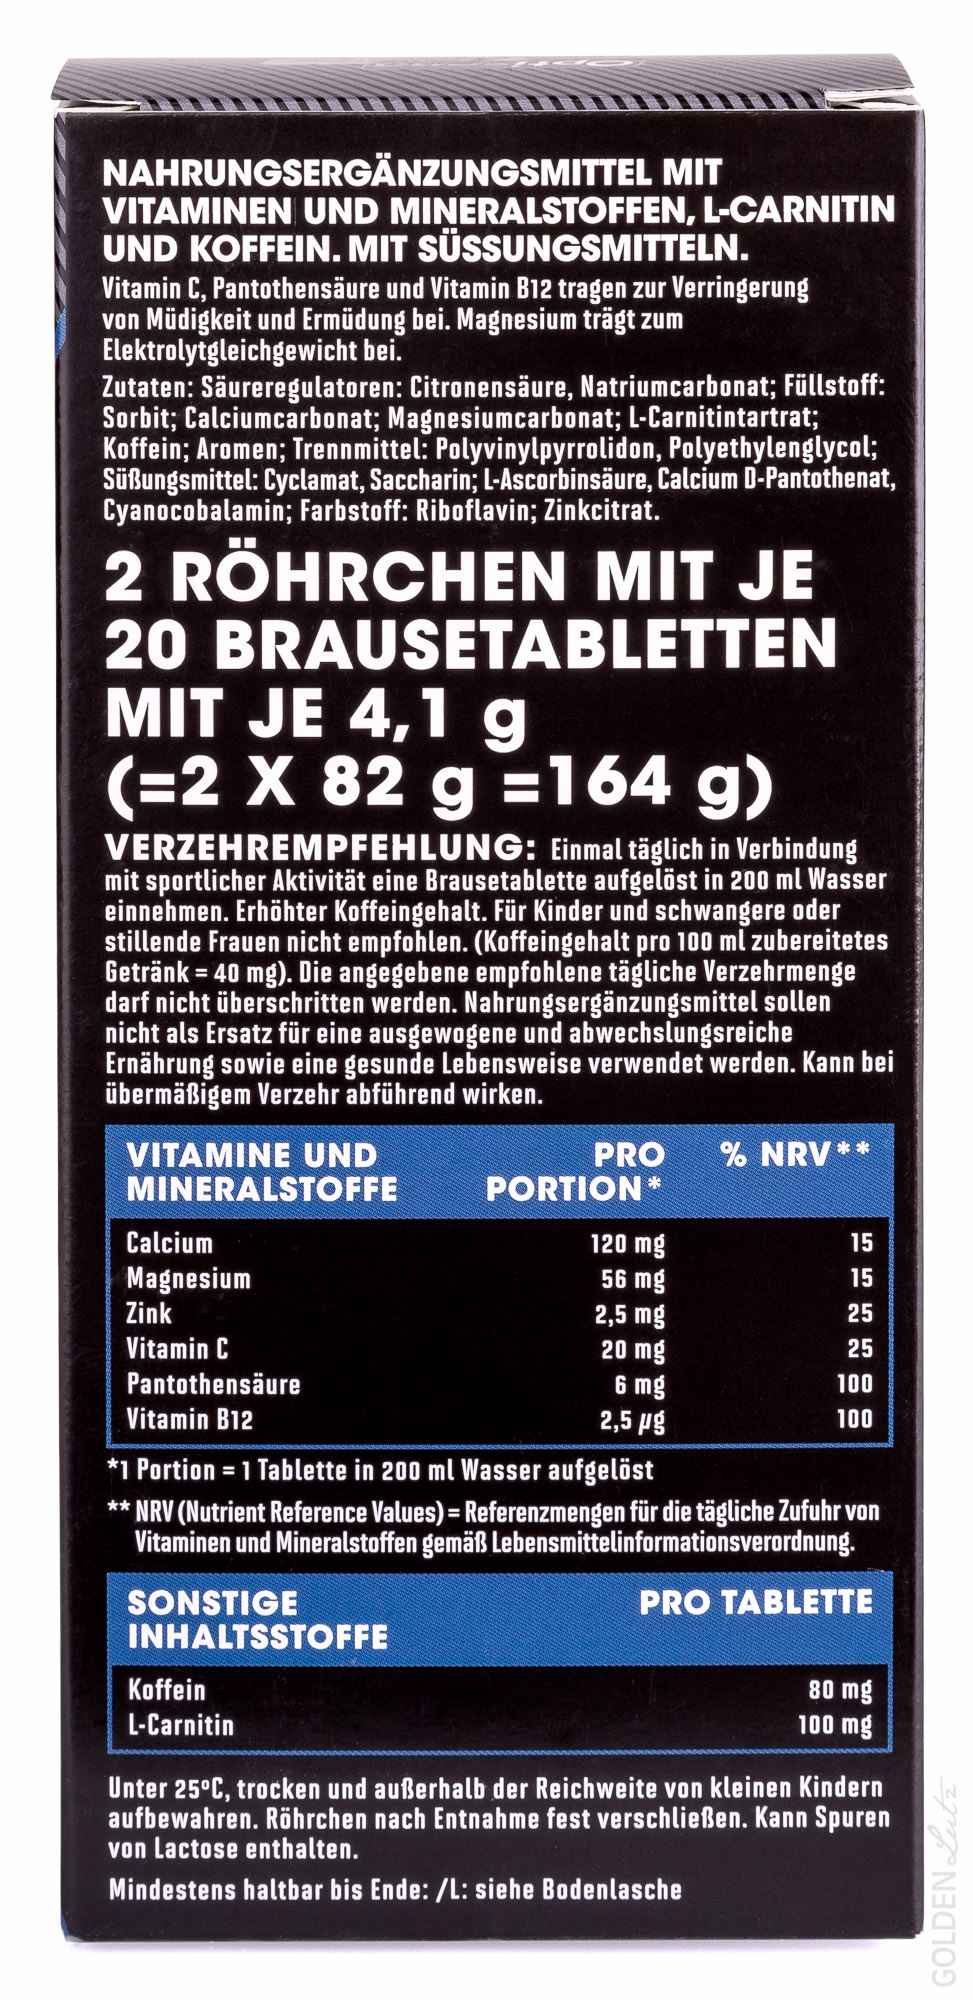 NAHRUNGSERGÄNZUNGSMITTEL MIT
VITAMINEN UND MINERALSTOFFEN, L-CARNITIN
UND KOFFEIN. MIT SÜSSUNGSMITTELN.
Vitamin C, Pantothensäure und Vitamin B12 tragen zur Verringerung
von Müdigkeit und Ermüdung bei. Magnesium trägt zum
Elektrolytgleichgewicht bei.
Zutaten: Säureregulatoren: Citronensäure, Natriumcarbonat; Füllstoff:
Sorbit; Calciumcarbonat; Magnesiumcarbonat; L-Carnitintartrat;
Koffein; Aromen; Trennmittel: Polyvinylpyrrolidon, Polyethylenglycol;
Süßungsmittel: Cyclamat, Saccharin; L-Ascorbinsäure, Calcium D-Pantothenat,
Cyanocobalamin; Farbstoff: Riboflavin; Zinkcitrat.
2 RÖHRCHEN MIT JE
20 BRAUSETABLETTEN
MIT JE 4,1 g
(=2 X 82 g =164 g)
VERZEHREMPFEHLUNG: Einmal täglich in Verbindung
mit sportlicher Aktivität eine Brausetablette aufgelöst in 200 ml Wasser
einnehmen. Erhöhter Koffeingehalt. Für Kinder und schwangere oder
stillende Frauen nicht empfohlen. (Koffeingehalt pro 100 ml zubereitetes
Getränk = 40 mg). Die angegebene empfohlene tägliche Verzehrmenge
darf nicht überschritten werden. Nahrungsergänzungsmittel sollen
nicht als Ersatz für eine ausgewogene und abwechslungsreiche
Ernährung sowie eine gesunde Lebensweise verwendet werden. Kann bei
übermäßigem Verzehr abführend wirken.
VITAMINE UND MINERALSTOFFE PRO PORTION* % NRV**
Calcium 120 mg 15
Magnesium 56 mg 15
Zink 2,5 mg 25
Vitamin C 20 mg 25
Pantothensäure 6 mg 100
Vitamin B12 2,5 µg 100
*1 Portion = 1 Tablette in 200 ml Wasser aufgelöst
** NRV (Nutrient Reference Values) = Referenzmengen für die tägliche Zufuhr von
Vitaminen und Mineralstoffen gemäß Lebensmittelinformationsverordnung.
SONSTIGE INHALTSSTOFFE PRO TABLETTE
Koffein 80 mg
L-Carnitin 100 mg
Unter 25°C, trocken und außerhalb der Reichweite von kleinen Kindern
aufbewahren. Röhrchen nach Entnahme fest verschließen. Kann Spuren
von Lactose enthalten.
Mindestens haltbar bis Ende: /L: siehe Bodenlasche
GOLDEN Lutz